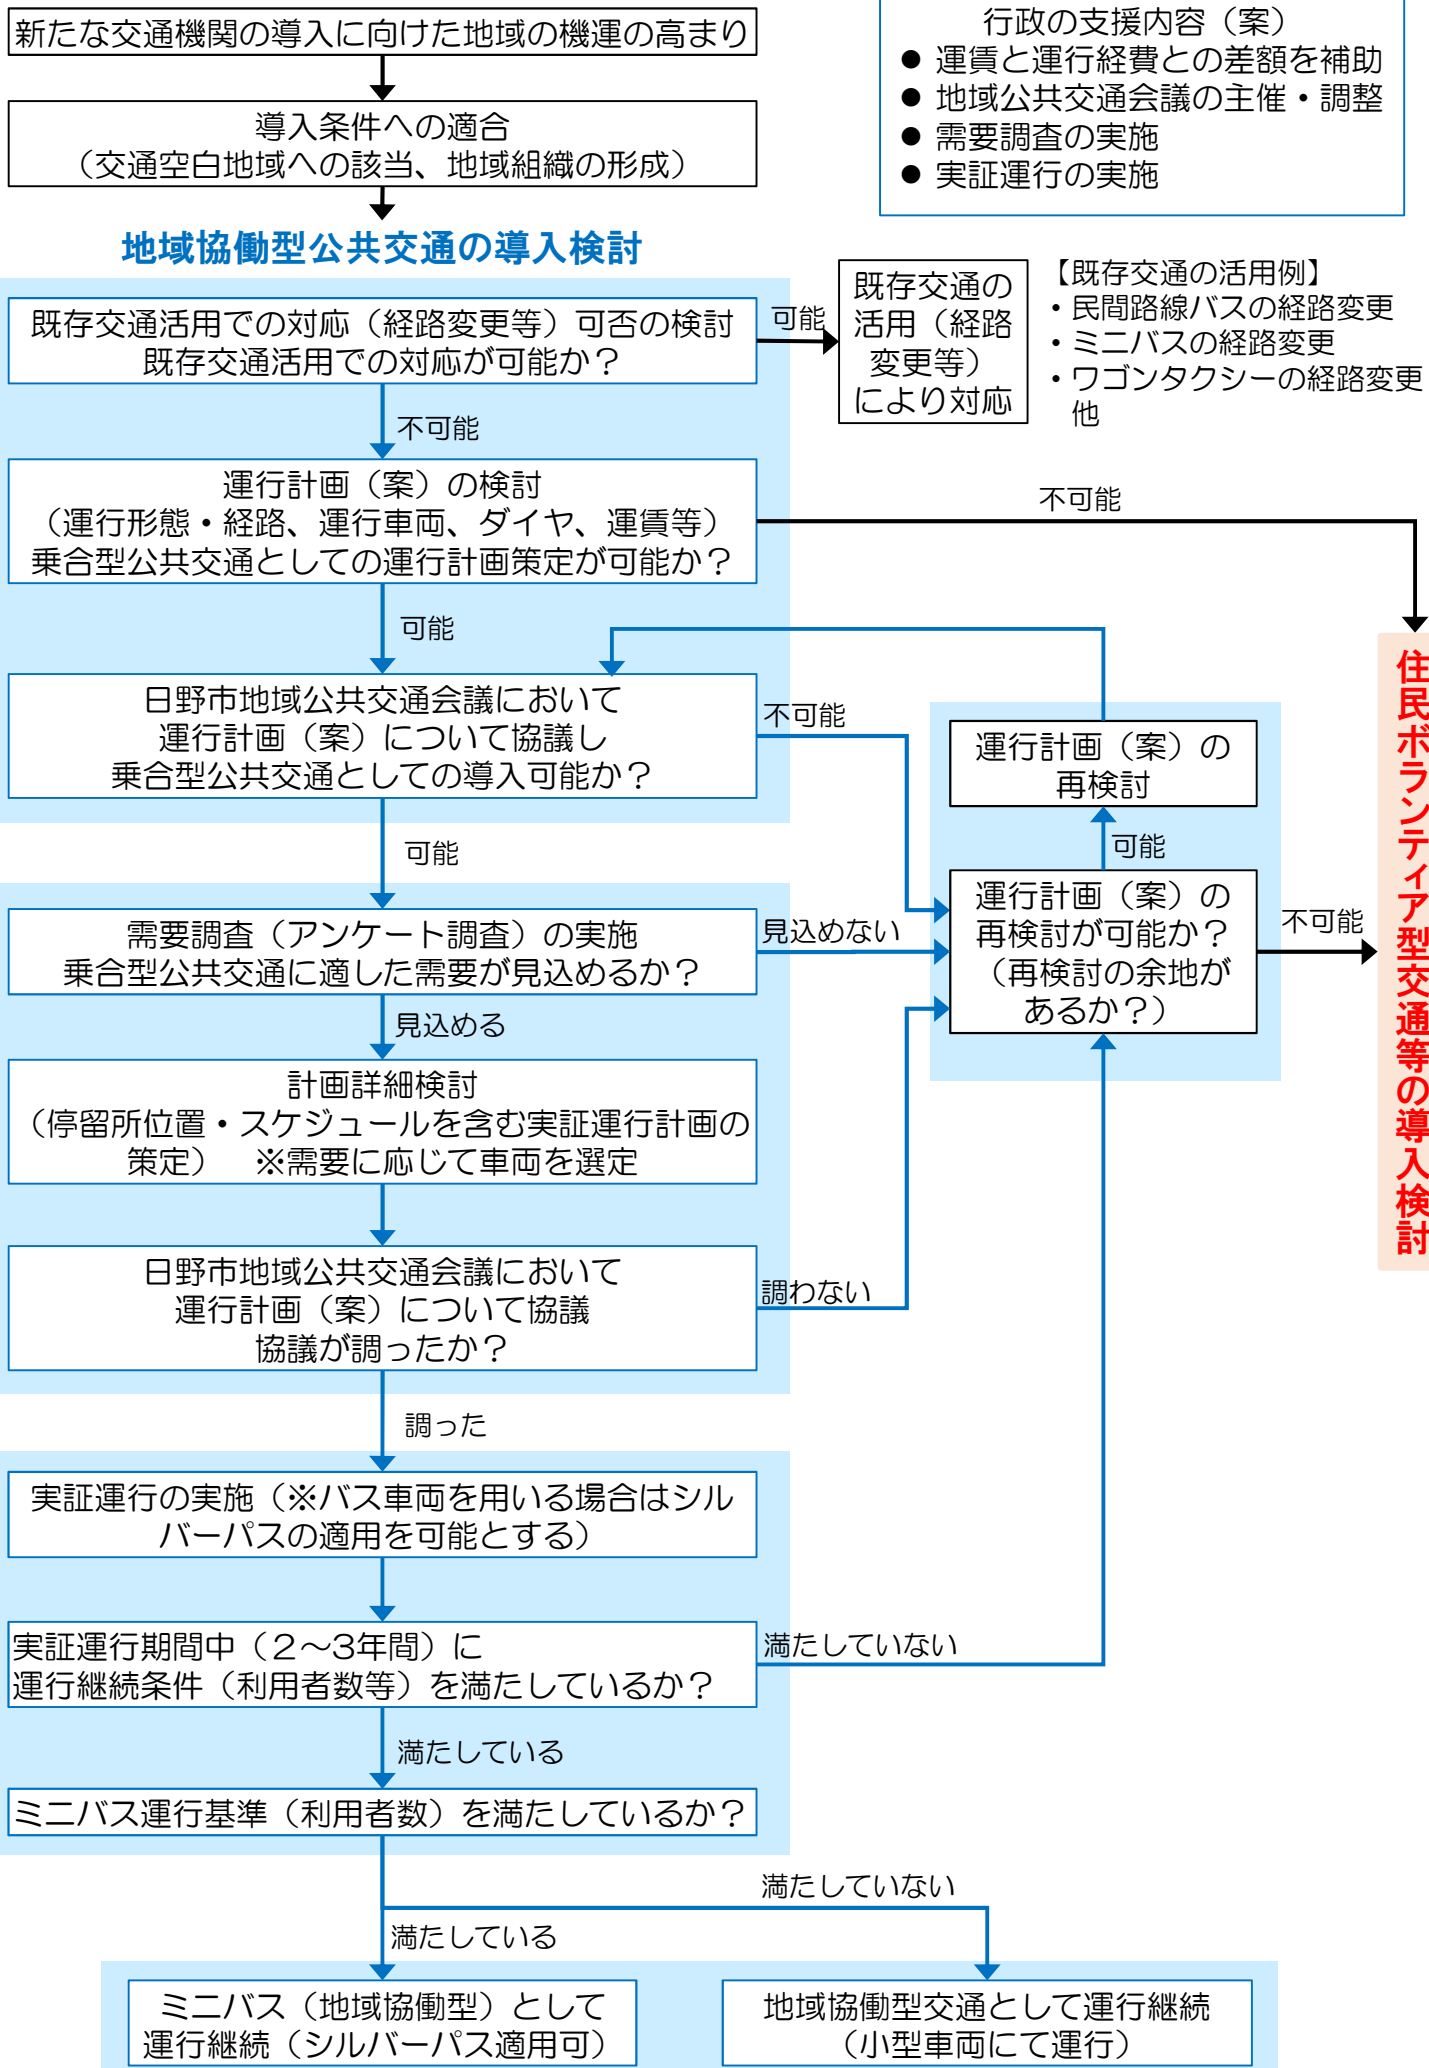 新たな交通機関の導入に向けた地域の機運の高まり
行政の支援内容（案）
● 運賃と運行経費との差額を補助
● 地域公共交通会議の主催・調整
● 需要調査の実施
● 実証運行の実施
導入条件への適合
（交通空白地域への該当、地域組織の形成）
地域協働型公共交通の導入検討
既存交通活用での対応（経路変更等）可否の検討
既存交通活用での対応が可能か？
可能
既存交通の
活用（経路
変更等）
により対応
【既存交通の活用例】
・民間路線バスの経路変更
・ミニバスの経路変更
・ワゴンタクシーの経路変更
他
不可能
運行計画（案）の検討
（運行形態・経路、運行車両、ダイヤ、運賃等）
乗合型公共交通としての運行計画策定が可能か？
不可能
可能
日野市地域公共交通会議において
運行計画（案）について協議し
乗合型公共交通としての導入可能か？
不可能
運行計画（案）の
再検討
可能
可能
需要調査（アンケート調査）の実施
乗合型公共交通に適した需要が見込めるか？
見込めない
運行計画（案）の
再検討が可能か？
（再検討の余地が
あるか？）
不可能
住民ボランティア型交通等の導入検討
見込める
計画詳細検討
（停留所位置・スケジュールを含む実証運行計画の
策定）　※需要に応じて車両を選定
日野市地域公共交通会議において
運行計画（案）について協議
協議が調ったか？
調わない
調った
実証運行の実施（※バス車両を用いる場合はシル
バーパスの適用を可能とする）
実証運行期間中（２～３年間）に
運行継続条件（利用者数等）を満たしているか？
満たしていない
満たしている
ミニバス運行基準（利用者数）を満たしているか？
満たしていない
満たしている
ミニバス（地域協働型）として
運行継続（シルバーパス適用可）
地域協働型交通として運行継続
（小型車両にて運行）